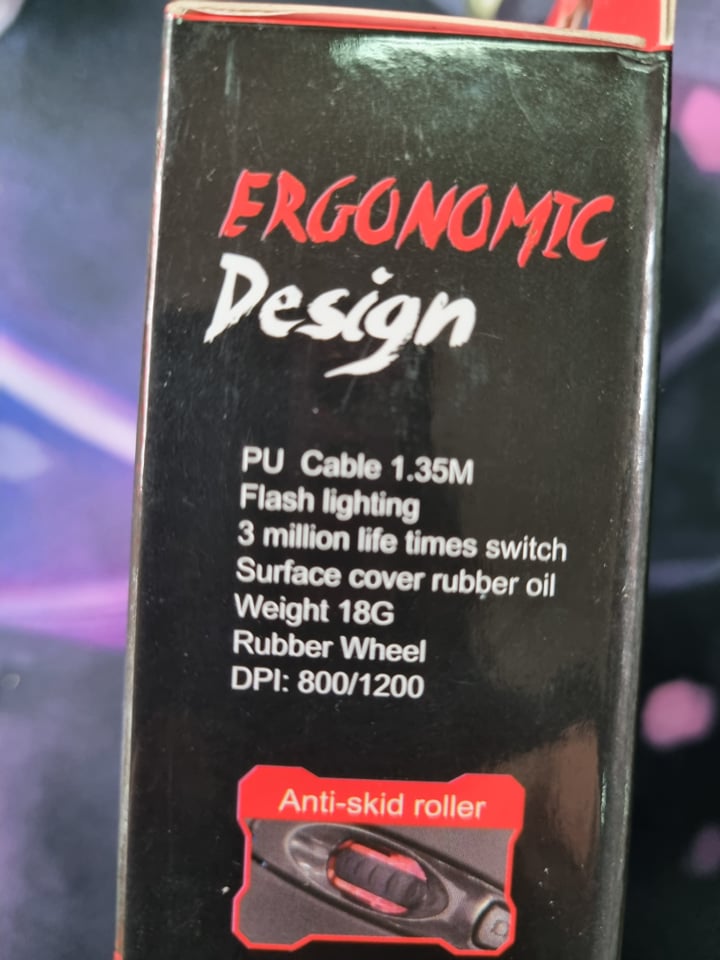 ERGONOMIC
Design
PU Cable 1.35M
Flash lighting
3 million life times switch
Surface cover rubber oil
Weight 18G
Rubber Wheel
DPI: 800/1200
Anti-skid roller